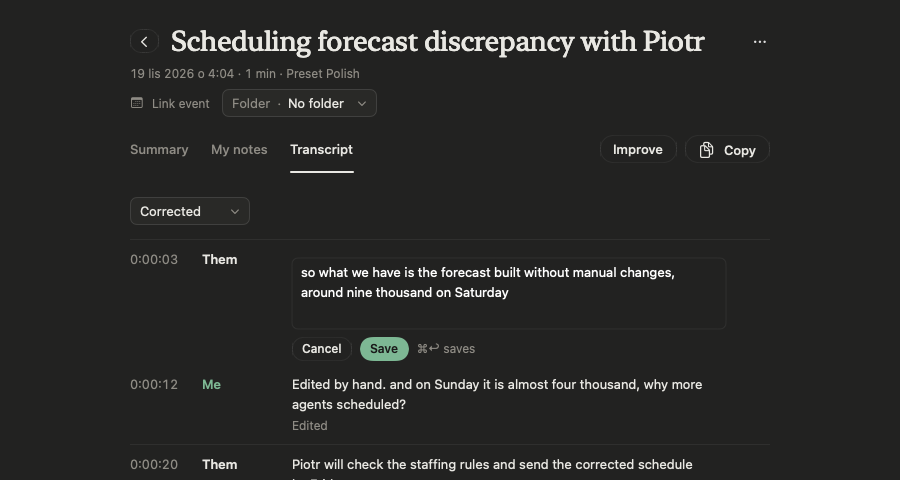 Scheduling forecast discrepancy with Piotr
19 lis 2026 o 4:04 · 1 min · Preset Polish
Link event
Folder · No folder
Summary
My notes
Transcript
Improve
Copy
Corrected
0:00:03
Them
so what we have is the forecast built without manual changes,
around nine thousand on Saturday
Cancel
Save
⌘↩ saves
0:00:12
Me
Edited by hand. and on Sunday it is almost four thousand, why more
agents scheduled?
Edited
0:00:20
Them
Piotr will check the staffing rules and send the corrected schedule